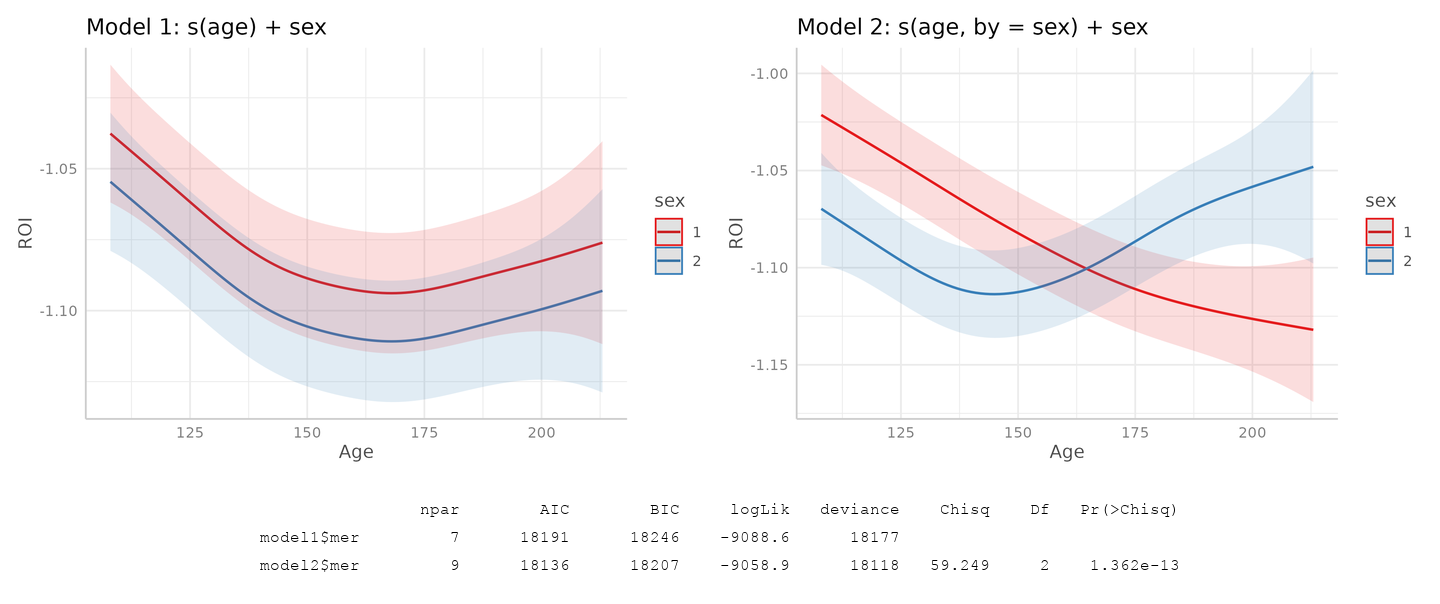 Model 1: s(age) + sex
-1.05
-1.10
ROI
125 150 175 200
Age
sex
1
2
Model 2: s(age, by = sex) + sex
-1.00
-1.05
-1.10
-1.15
ROI
125 150 175 200
Age
sex
1
2
npar AIC BIC logLik deviance Chisq Df Pr(>Chisq)
model1$mer 7 18191 18246 -9088.6 18177
model2$mer 9 18136 18207 -9058.9 18118 59.249 2 1.362e-13